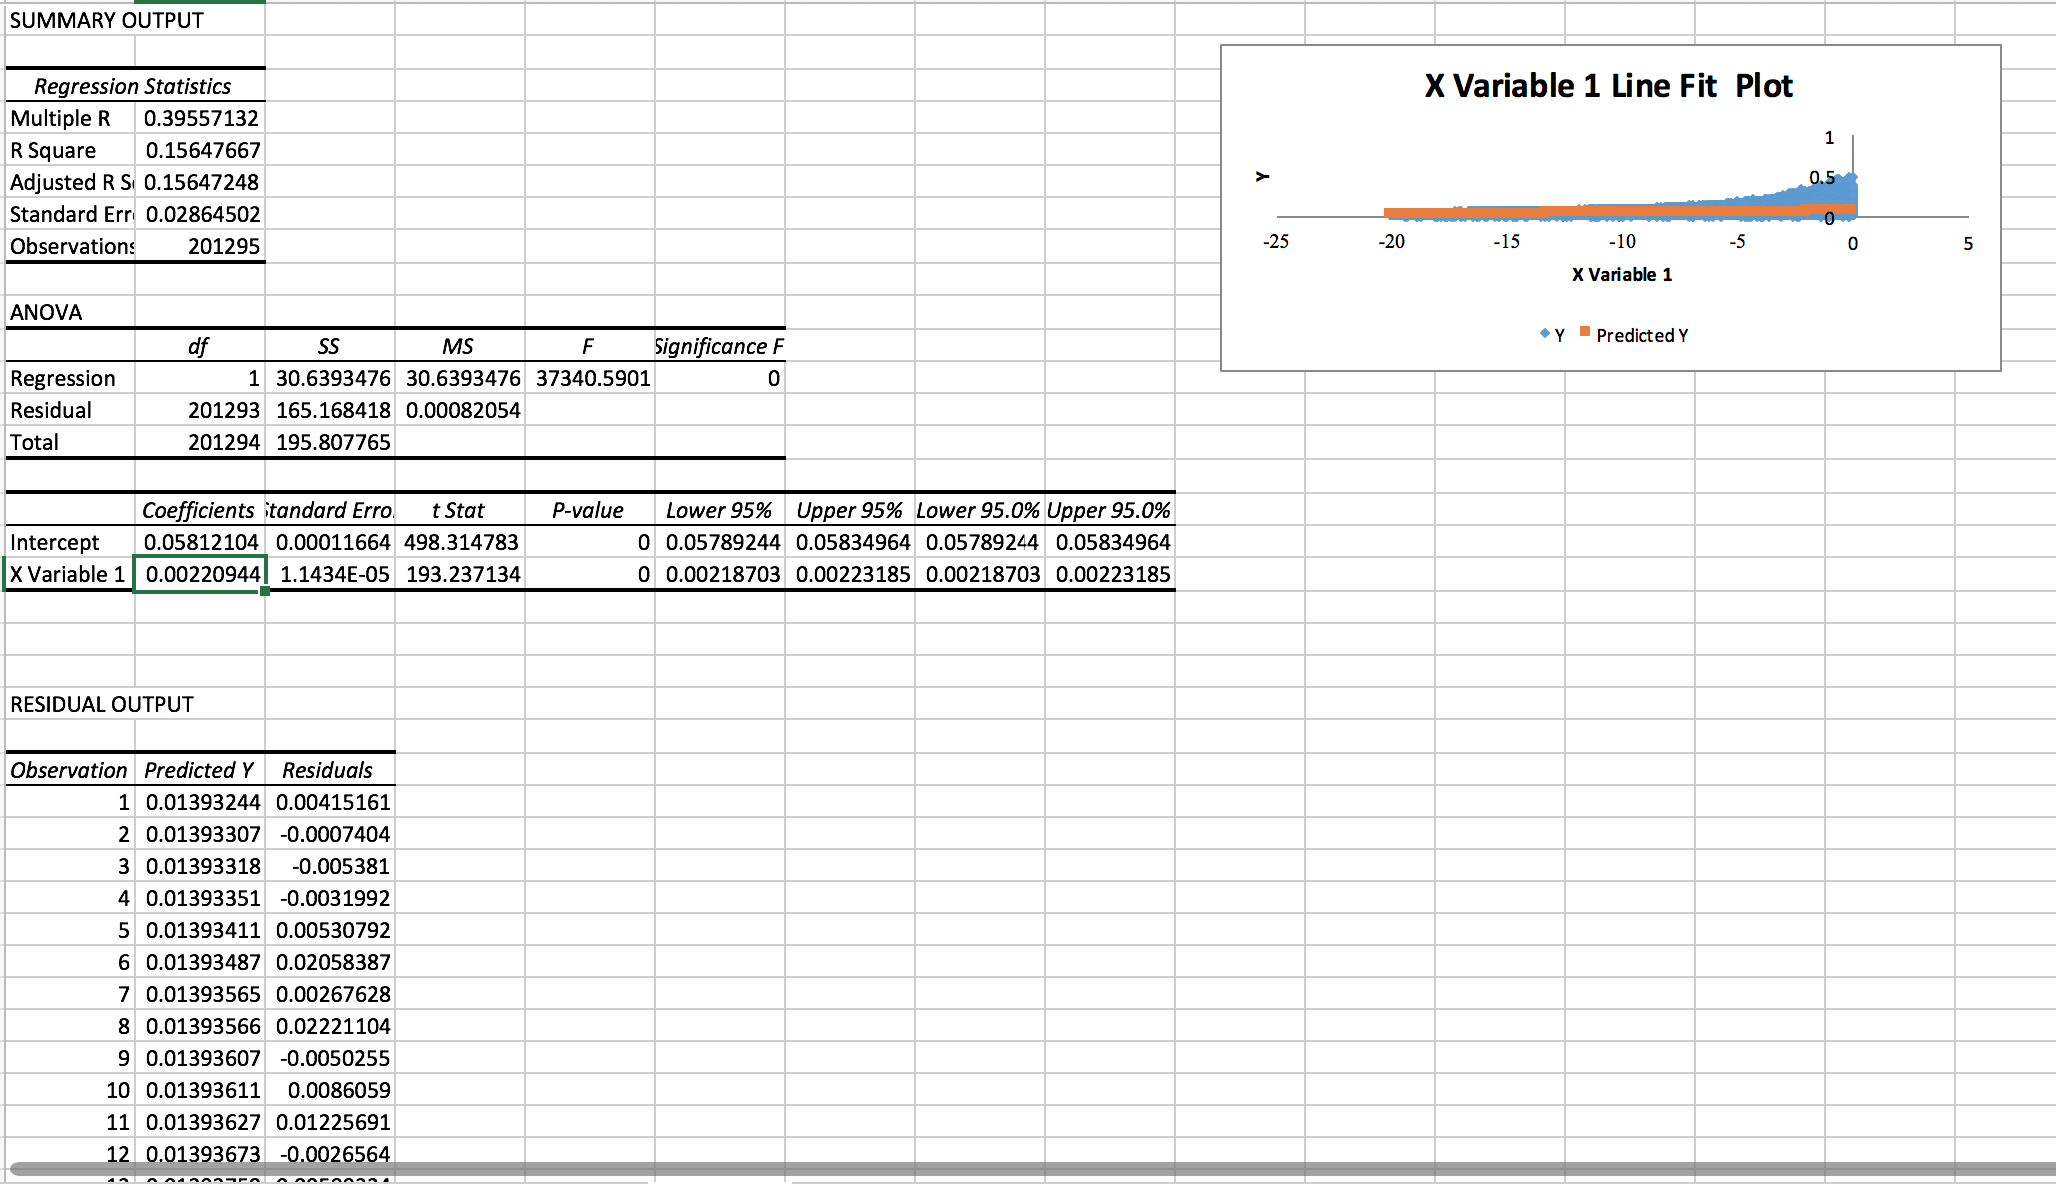 SUMMARY OUTPUT
Regression Statistics
Multiple R 0.39557132
R Square 0.15647667
Adjusted R S 0.15647248
Standard Err 0.02864502
Observations 201295
ANOVA
df SS MS F Significance F
Regression 1 30.6393476 30.6393476 37340.5901 0
Residual 201293 165.168418 0.00082054
Total 201294 195.807765
Coefficients Standard Erro t Stat P-value Lower 95% Upper 95% Lower 95.0% Upper 95.0%
Intercept 0.05812104 0.00011664 498.314783 0 0.05789244 0.05834964 0.05789244 0.05834964
X Variable 1 0.00220944 1.1434E-05 193.237134 0 0.00218703 0.00223185 0.00218703 0.00223185
RESIDUAL OUTPUT
Observation Predicted Y Residuals
1 0.01393244 0.00415161
2 0.01393307 -0.0007404
3 0.01393318 -0.005381
4 0.01393351 -0.0031992
5 0.01393411 0.00530792
6 0.01393487 0.02058387
7 0.01393565 0.00267628
8 0.01393566 0.02221104
9 0.01393607 -0.0050255
10 0.01393611 0.0086059
11 0.01393627 0.01225691
12 0.01393673 -0.0026564
X Variable 1 Line Fit Plot
1
0.5
0
Y
-25 -20 -15 -10 -5 0 5
X Variable 1
Y Predicted Y